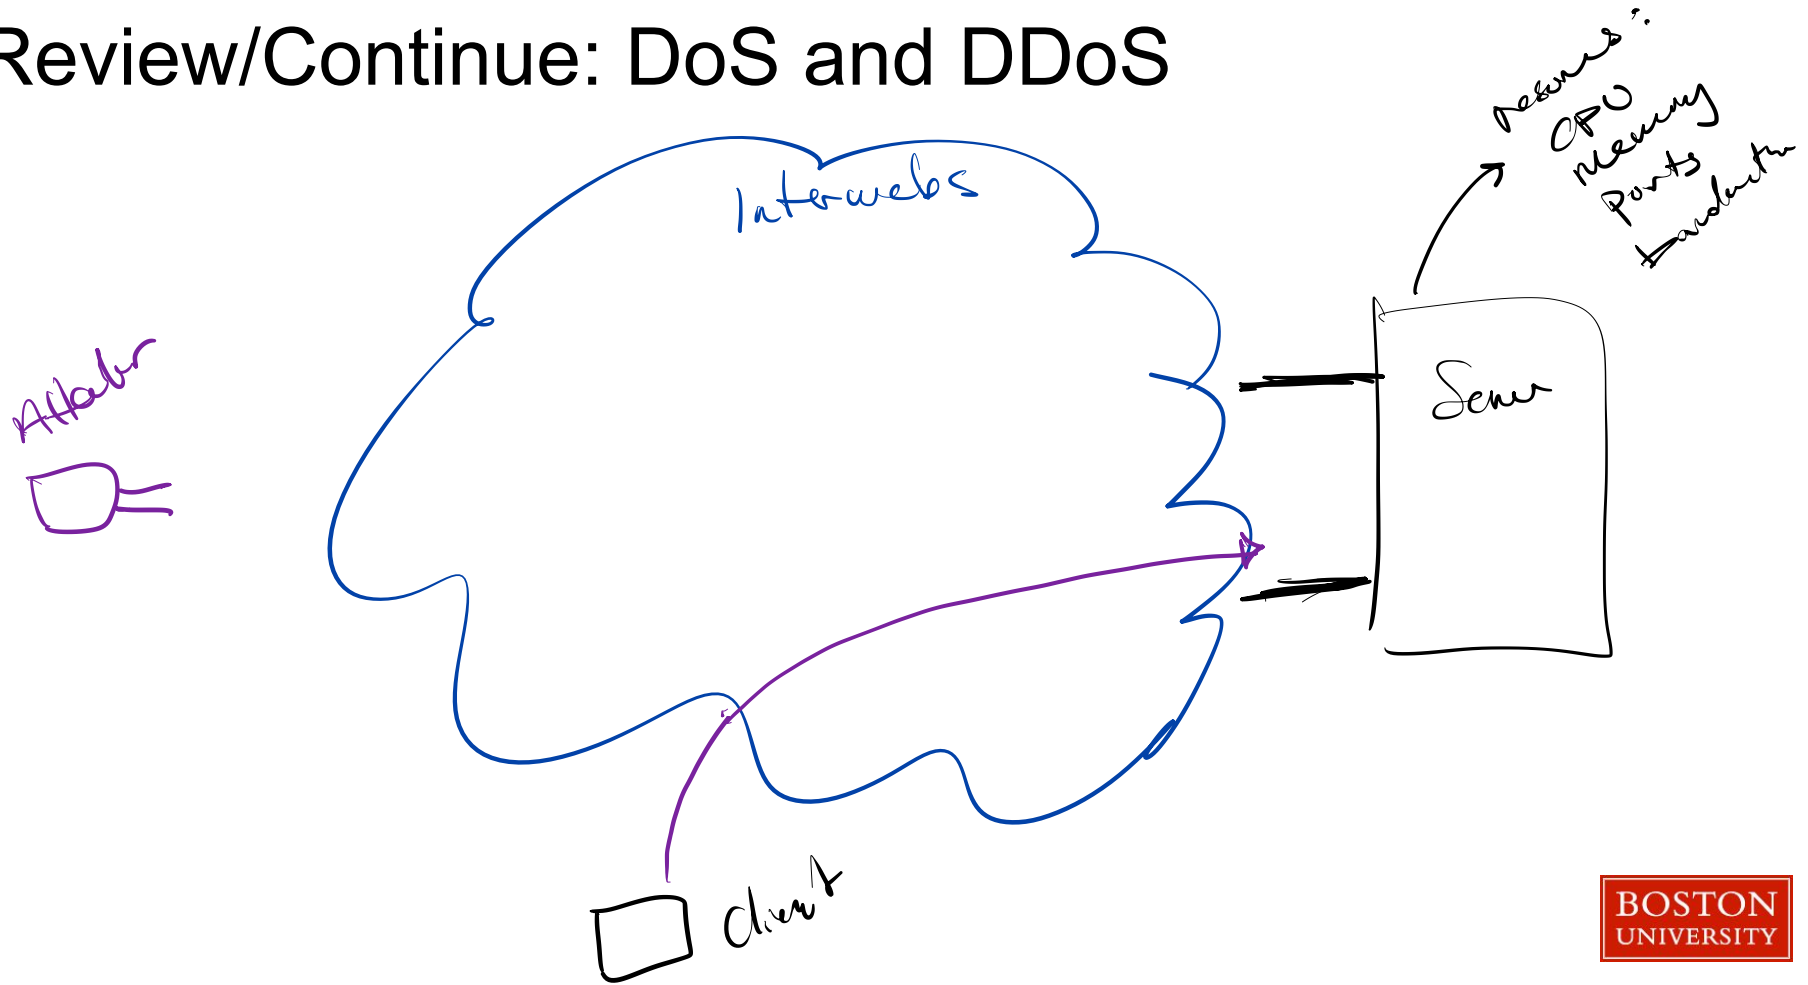 Review/Continue: DoS and DDoS
resources:
CPU
Memory
Ports
bandwidth
Interwebs
Attacker
Server
client
BOSTON
UNIVERSITY